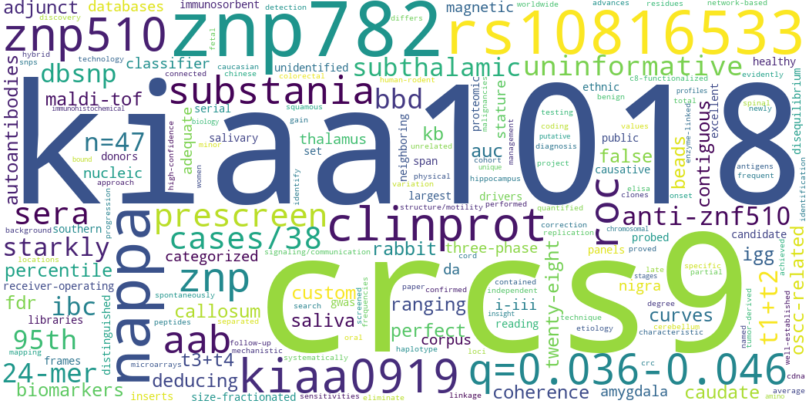 adjunct databases immunosorbent detection magnetic rs10816533
znp510 znp782
hybrid discovery worldwide advances residues network-based
technology fetal differs
classifier unidentified caucasian chinese
snps connected colorectal human-rodent
dbsnp subthalamic uninformative
maldi-tof substania bbd
immunohistochemical squamous malignancies
autoantibodies
kiaa1018
n=47 serial biology gain salivary
donors thalamus set
nucleic adequate high-confidence
bound minor women approach identify
unrelated variation
neighboring kb auc span largest
proteomic stature ethnic benign
testing coding putative diagnosis project
cohort unique physical hippocampus
management
profiles total c8-functionalized
evidently spinal newly values
public false causative
elisa onset clones
enzyme-linked beads contiguous excellent
antigens frequent
healthy disequilibrium identification
drivers
structure/motility performed
quantified
sera prescreen clinprot roc anti-znf510
mappa
background southern progression
starkly cases/38
signaling/communication
rabbit three-phase
correction replication chromosomal
probed igg candidate
percentile categorized znp
receiver-operating
locations
spontaneously cord
da paper confirmed
contained independent insight
technique etiology proved
panels late stages
specific partial
fdr ibc callosum
libraries distinguished
custom search gwas
screened frequencies
ranging i-iii
twenty-eight
crcs9
nigra degree
cerebellum characteristic
t1+t2
named tumor-derived
well-established achieved
osc-related
95th peptides separated
saliva follow-up mechanistic
perfect reading corpus
curves
mapping frames
microarrays
aab t3+t4
oral haplotype loci
systematically
24-mer deducing kiaa0919
crc q=0.036-0.046
cdna
biomarkers inserts size-fractionated sensitivities eliminate linkage
coherence amygdala caudate average amino